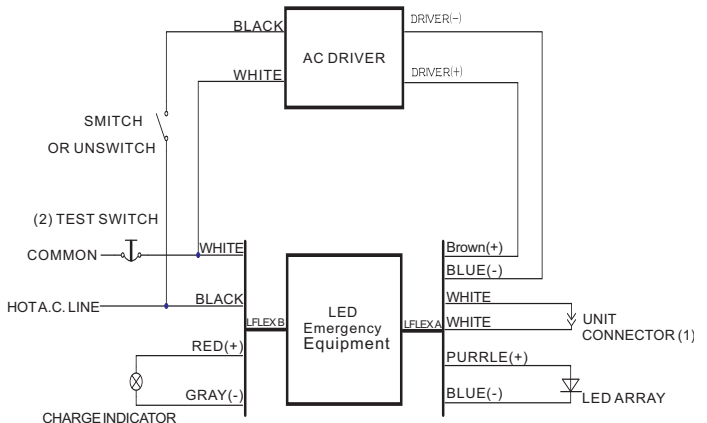 BLACK
DRIVER(-)
AC DRIVER
WHITE
DRIVER(+)
SMITCH
OR UNSWITCH
(2) TEST SWITCH
COMMON
WHITE
Brown(+)
BLUE(-)
HOT A.C. LINE
BLACK
WHITE
LFLEX B
LED
Emergency
Equipment
LFLEX A
WHITE
UNIT
CONNECTOR (1)
RED(+)
PURRLE(+)
GRAY(-)
BLUE(-)
LED ARRAY
CHARGE INDICATOR